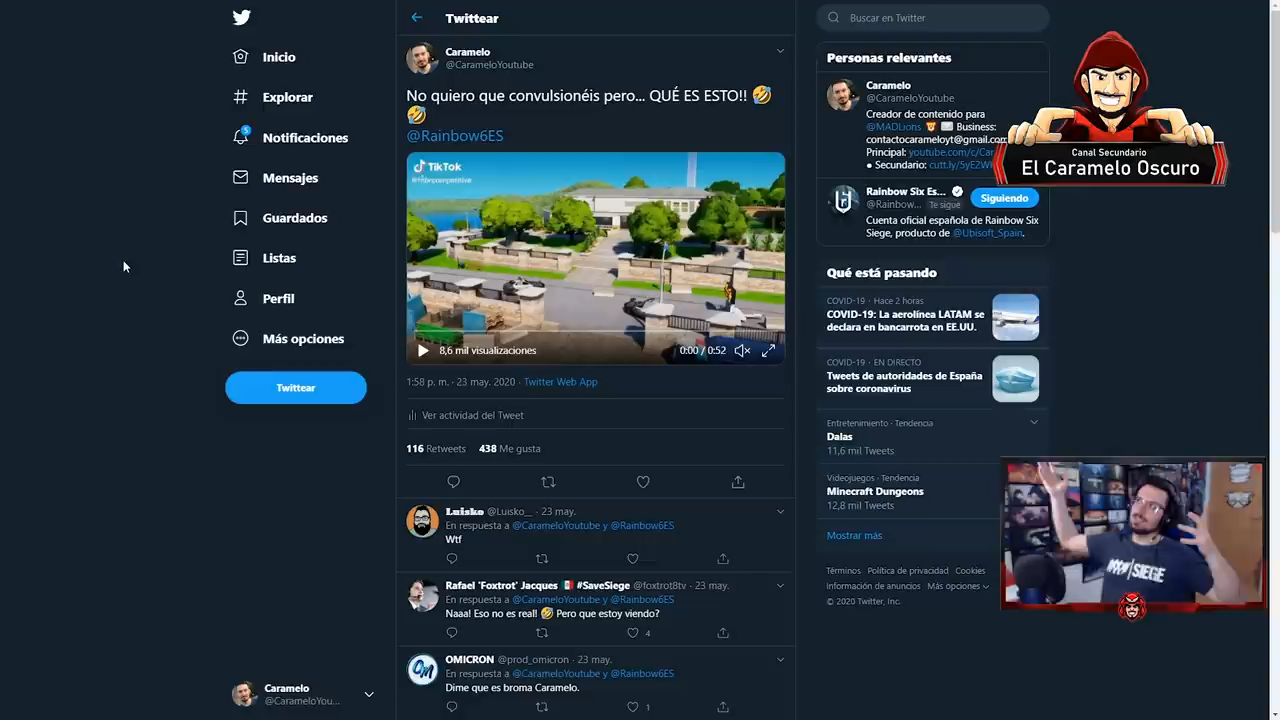 Inicio
Explorar
5
Notificaciones
Mensajes
Guardados
Listas
Perfil
Más opciones
Twittear
Caramelo
@CarameloYou...
Twittear
Caramelo
@CarameloYoutube
No quiero que convulsionéis pero... QUÉ ES ESTO!! 🤣
🤣
@Rainbow6ES
TikTok
8,6 mil visualizaciones
0:00 / 0:52
1:58 p. m. · 23 may. 2020 · Twitter Web App
Ver actividad del Tweet
116 Retweets 438 Me gusta
Luisko @Luisko_ · 23 may.
En respuesta a @CarameloYoutube y @Rainbow6ES
Wtf
Rafael 'Foxtrot' Jacques 🇲🇽 #SaveSiege @foxtrot8tv · 23 may.
En respuesta a @CarameloYoutube y @Rainbow6ES
Naaa! Eso no es real! 🤣 Pero que estoy viendo?
4
OMICRON @prod_omicron · 23 may.
En respuesta a @CarameloYoutube y @Rainbow6ES
Dime que es broma Caramelo.
1
Buscar en Twitter
Personas relevantes
Caramelo
@CarameloYoutube
Creador de contenido para
@MADLions Business:
contactocarameloyt@gmail.com
Principal: youtube.com/c/Car
● Secundario: cutt.ly/5yE2W
Rainbow Six Es...
@Rainbow... Te sigue
Siguiendo
Cuenta oficial española de Rainbow Six
Siege, producto de @Ubisoft_Spain.
Canal Secundario
El Caramelo Oscuro
Qué está pasando
COVID-19 · Hace 2 horas
COVID-19: La aerolínea LATAM se
declara en bancarrota en EE.UU.
COVID-19 · EN DIRECTO
Tweets de autoridades de España
sobre coronavirus
Entretenimiento · Tendencia
Dalas
11,6 mil Tweets
Videojuegos · Tendencia
Minecraft Dungeons
12,8 mil Tweets
Mostrar más
Términos Política de privacidad Cookies
Información de anuncios Más opciones
© 2020 Twitter, Inc.
SIEGE